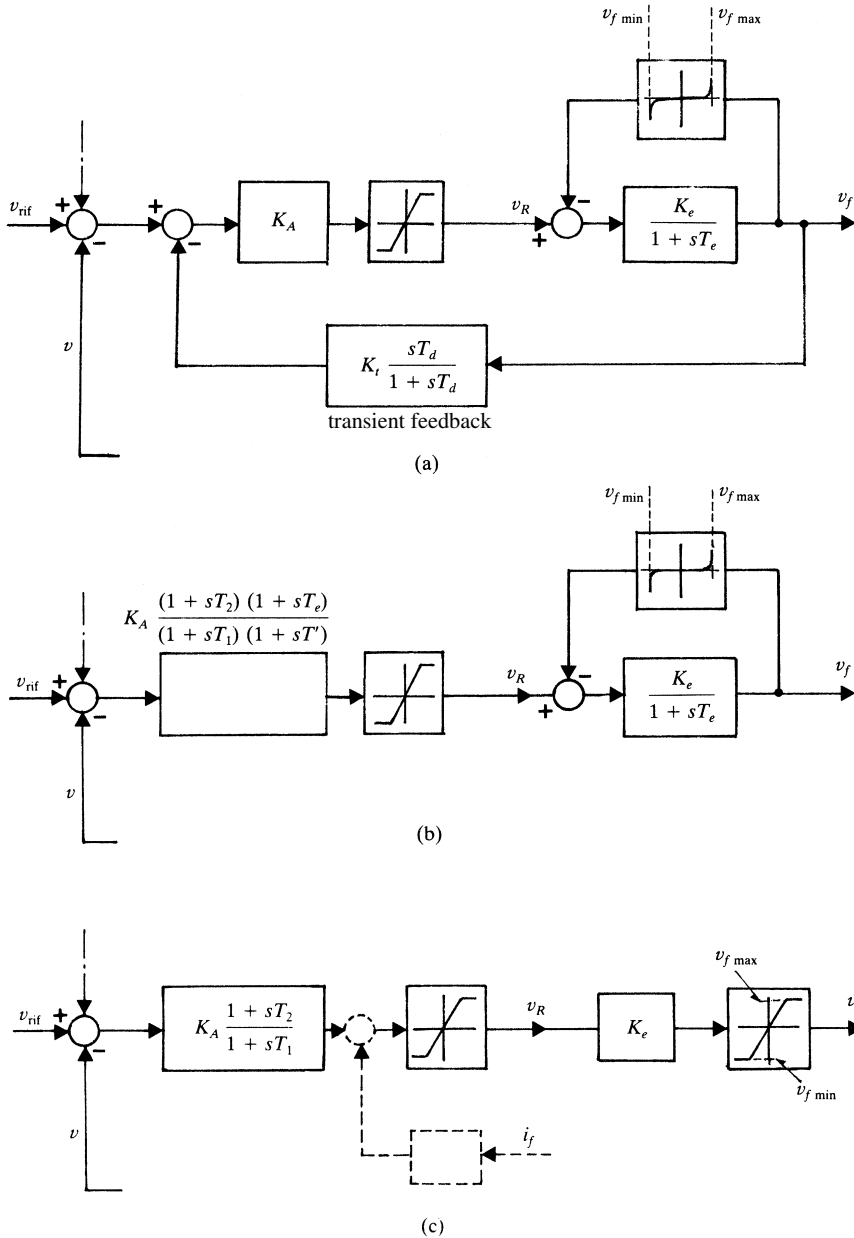 v_f min v_f max
v_rif + − + − K_A v_R + − K_e / 1 + sT_e v_f
v
K_t sT_d / 1 + sT_d
transient feedback
(a)
v_f min v_f max
K_A (1 + sT_2) (1 + sT_e) / (1 + sT_1) (1 + sT′)
v_rif + − v_R + − K_e / 1 + sT_e v_f
v
(b)
v_f max
v_rif + − K_A 1 + sT_2 / 1 + sT_1 v_R K_e v
v_f min
v
i_f
(c)